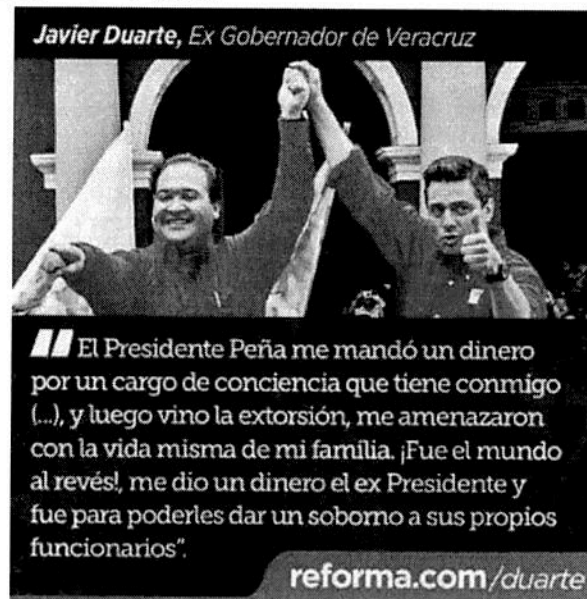 Javier Duarte, Ex Gobernador de Veracruz
"El Presidente Peña me mandó un dinero
por un cargo de conciencia que tiene conmigo
(...), y luego vino la extorsión, me amenazaron
con la vida misma de mi familia. ¡Fue el mundo
al revés!, me dio un dinero el ex Presidente y
fue para poderles dar un soborno a sus propios
funcionarios".
reforma.com/duarte